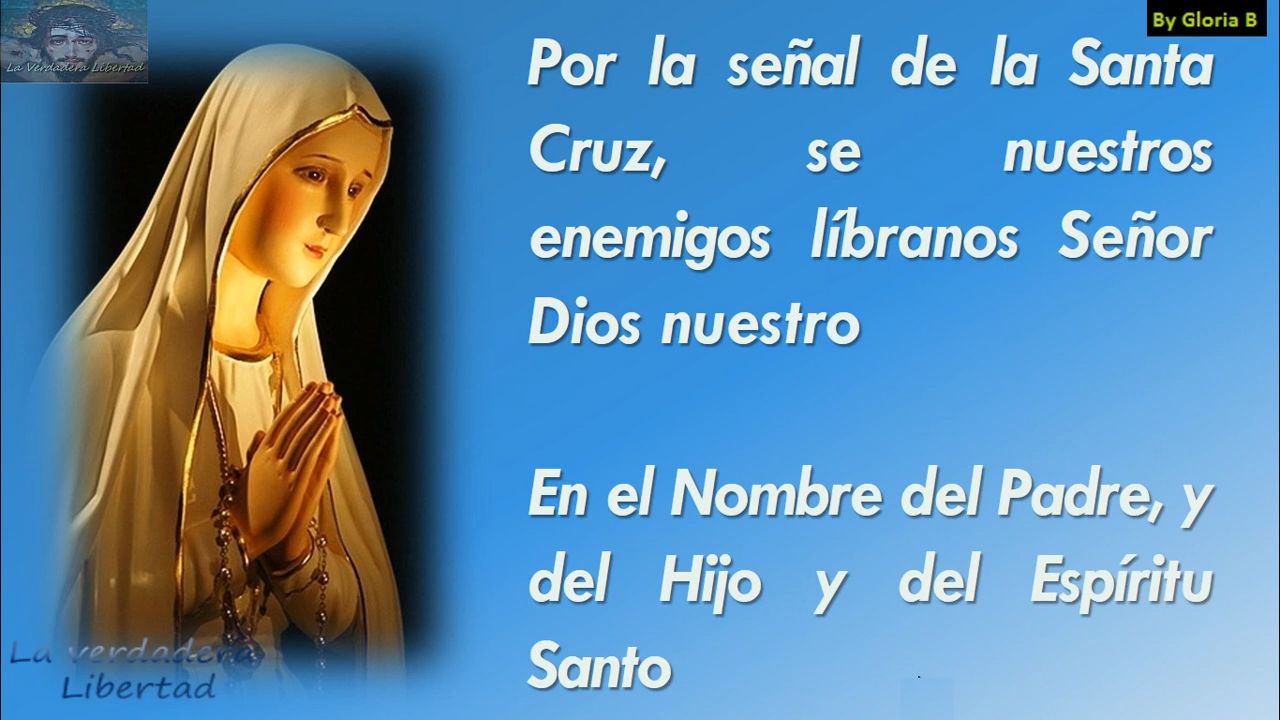 La Verdadera Libertad
By Gloria B
Por la señal de la Santa
Cruz, se nuestros
enemigos líbranos Señor
Dios nuestro
En el Nombre del Padre, y
del Hijo y del Espíritu
Santo
La verdadera
Libertad